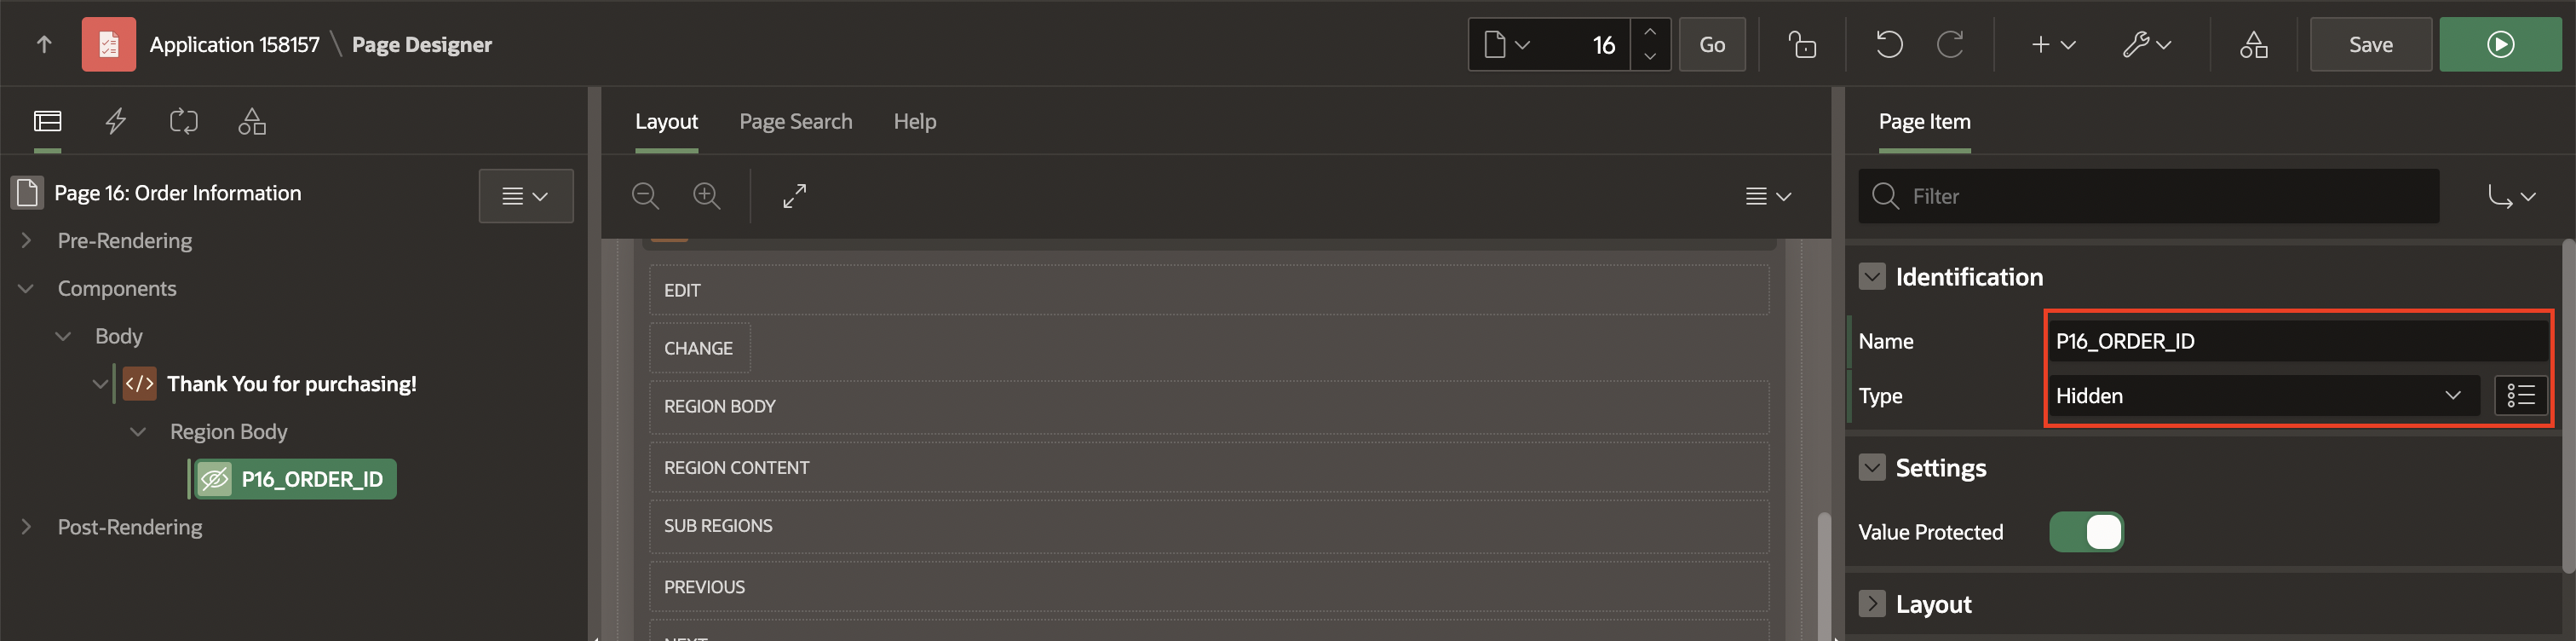 Application 158157 \ Page Designer
16
Go
Save
Layout
Page Search
Help
Page Item
Page 16: Order Information
Pre-Rendering
Components
Body
</> Thank You for purchasing!
Region Body
P16_ORDER_ID
Post-Rendering
EDIT
CHANGE
REGION BODY
REGION CONTENT
SUB REGIONS
PREVIOUS
NEXT
Filter
Identification
Name
P16_ORDER_ID
Type
Hidden
Settings
Value Protected
Layout